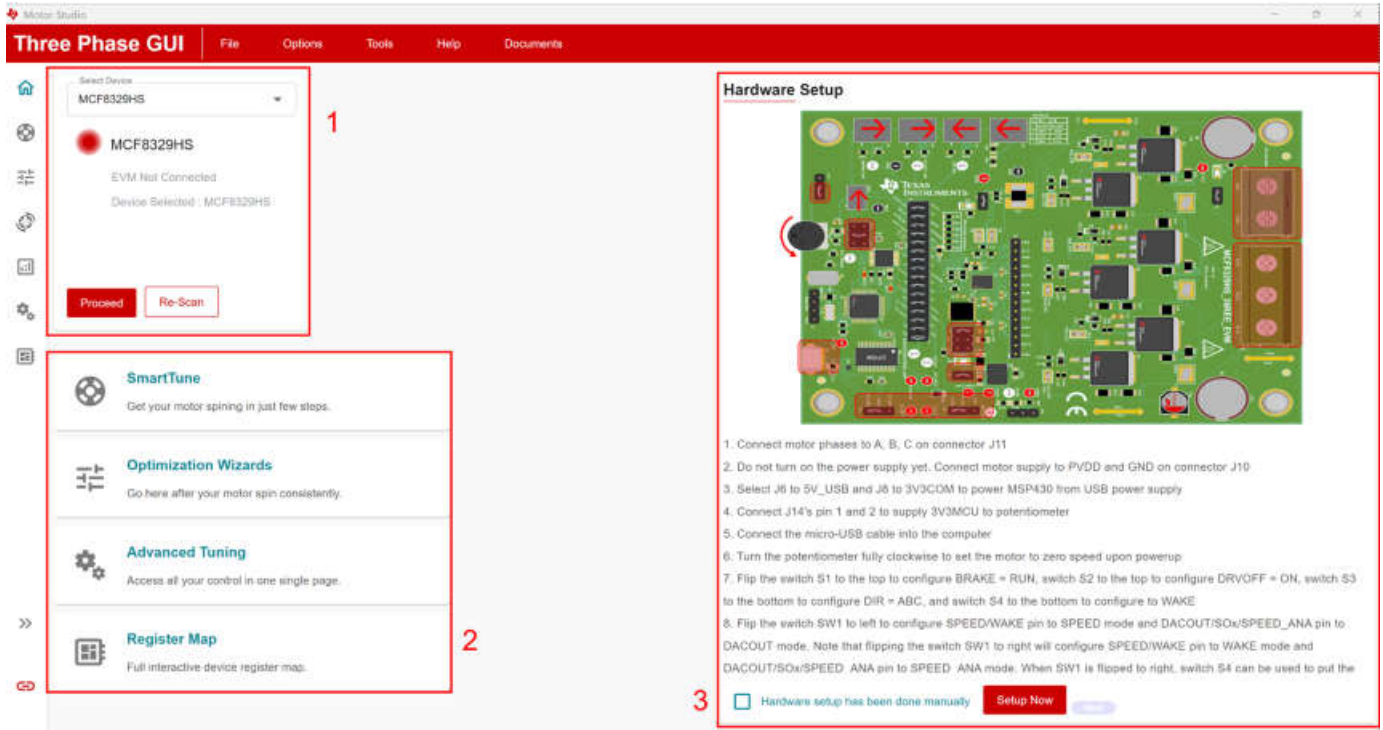 Motor Studio
Three Phase GUI
File
Options
Tools
Help
Documents
Select Device
MCF8329HS
1
MCF8329HS
EVM Not Connected
Device Selected : MCF8329HS
Proceed
Re-Scan
SmartTune
Get your motor spining in just few steps.
Optimization Wizards
Go here after your motor spin consistently.
Advanced Tuning
Access all your control in one single page.
Register Map
Full interactive device register map.
2
Hardware Setup
TEXAS
INSTRUMENTS
1. Connect motor phases to A, B, C on connector J11
2. Do not turn on the power supply yet. Connect motor supply to PVDD and GND on connector J10
3. Select J6 to 5V_USB and J8 to 3V3COM to power MSP430 from USB power supply
4. Connect J14's pin 1 and 2 to supply 3V3MCU to potentiometer
5. Connect the micro-USB cable into the computer
6. Turn the potentiometer fully clockwise to set the motor to zero speed upon powerup
7. Flip the switch S1 to the top to configure BRAKE = RUN, switch S2 to the top to configure DRVOFF = ON, switch S3
to the bottom to configure DIR = ABC, and switch S4 to the bottom to configure to WAKE
8. Flip the switch SW1 to left to configure SPEED/WAKE pin to SPEED mode and DACOUT/SOx/SPEED_ANA pin to
DACOUT mode. Note that flipping the switch SW1 to right will configure SPEED/WAKE pin to WAKE mode and
DACOUT/SOx/SPEED_ANA pin to SPEED_ANA mode. When SW1 is flipped to right, switch S4 can be used to put the
3
Hardware setup has been done manually
Setup Now